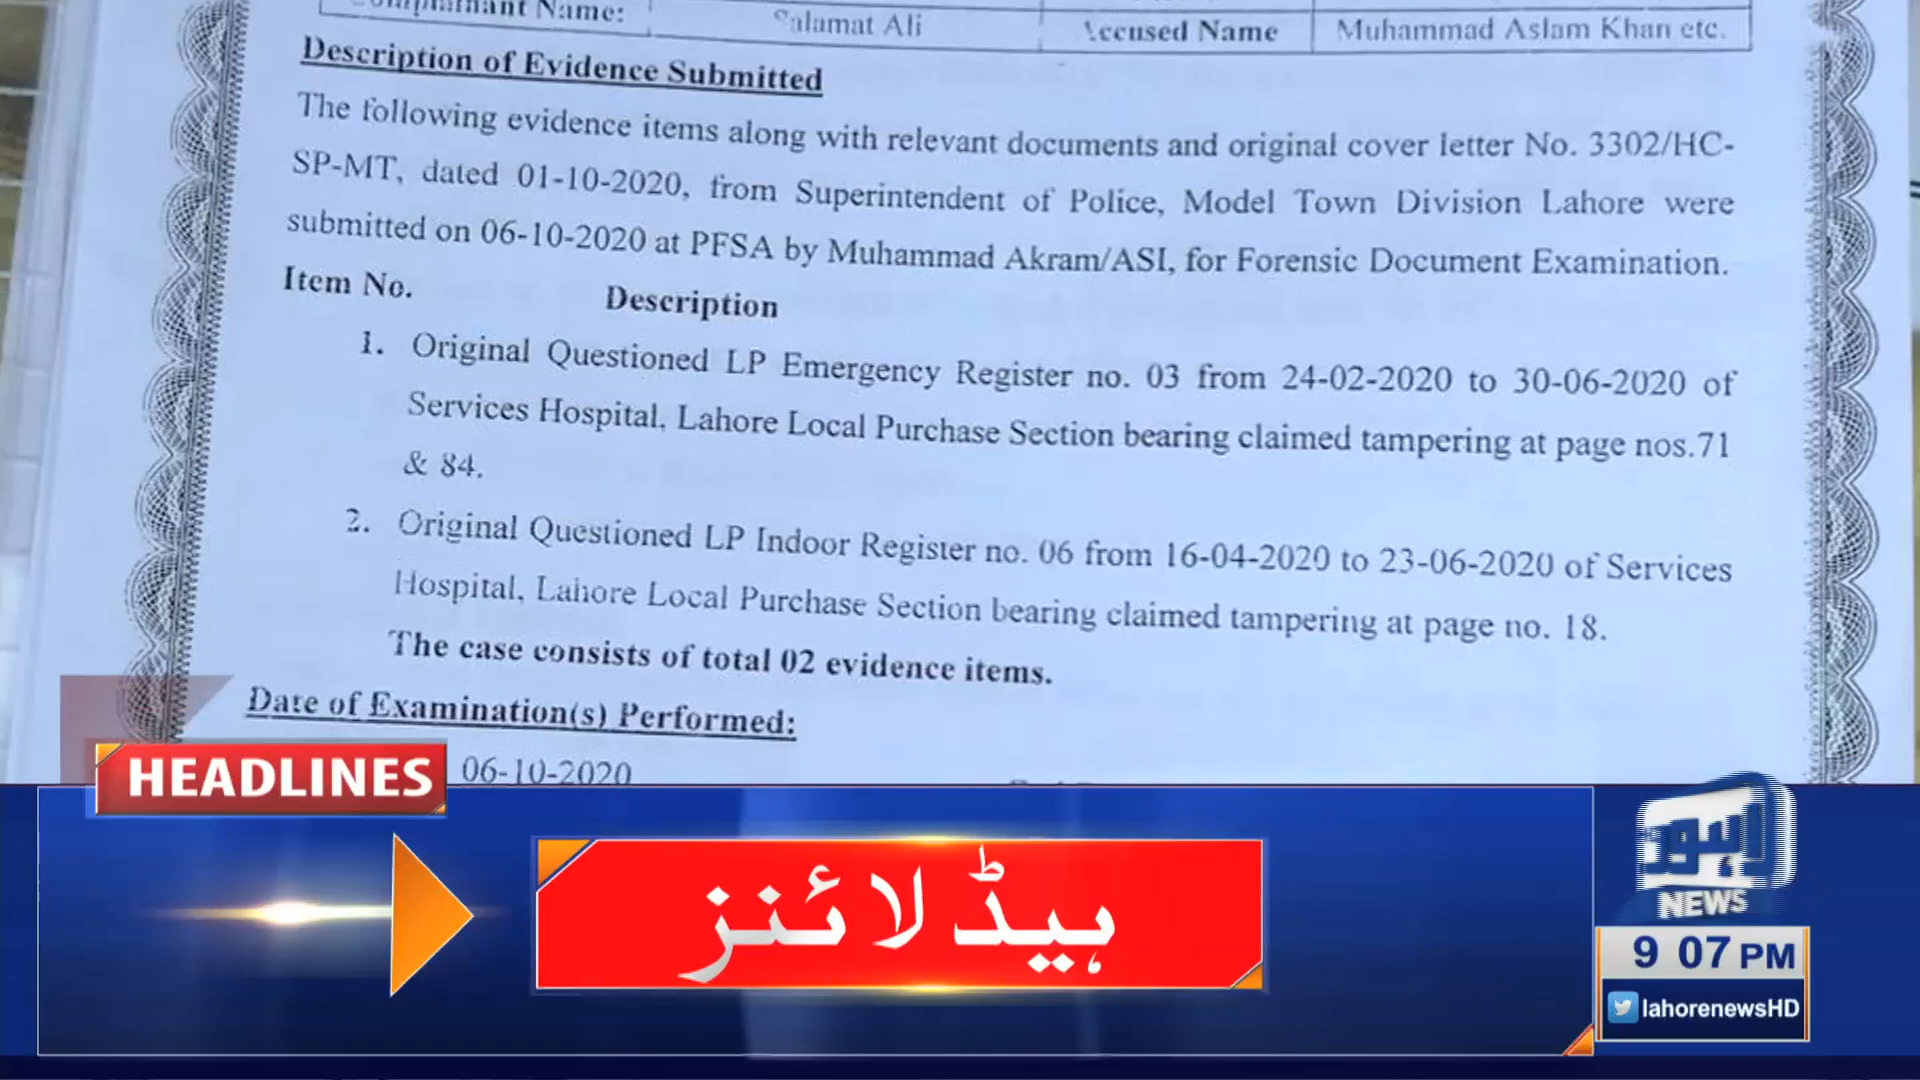 Complainant Name: Salamat Ali Accused Name Muhammad Aslam Khan etc.
Description of Evidence Submitted
The following evidence items along with relevant documents and original cover letter No. 3302/HC-
SP-MT, dated 01-10-2020, from Superintendent of Police, Model Town Division Lahore were
submitted on 06-10-2020 at PFSA by Muhammad Akram/ASI, for Forensic Document Examination.
Item No. Description
1. Original Questioned LP Emergency Register no. 03 from 24-02-2020 to 30-06-2020 of
Services Hospital, Lahore Local Purchase Section bearing claimed tampering at page nos.71
& 84.
2. Original Questioned LP Indoor Register no. 06 from 16-04-2020 to 23-06-2020 of Services
Hospital, Lahore Local Purchase Section bearing claimed tampering at page no. 18.
The case consists of total 02 evidence items.
Date of Examination(s) Performed:
06-10-2020
HEADLINES
ہیڈلائنز
لاہور
NEWS
9 07 PM
lahorenewsHD